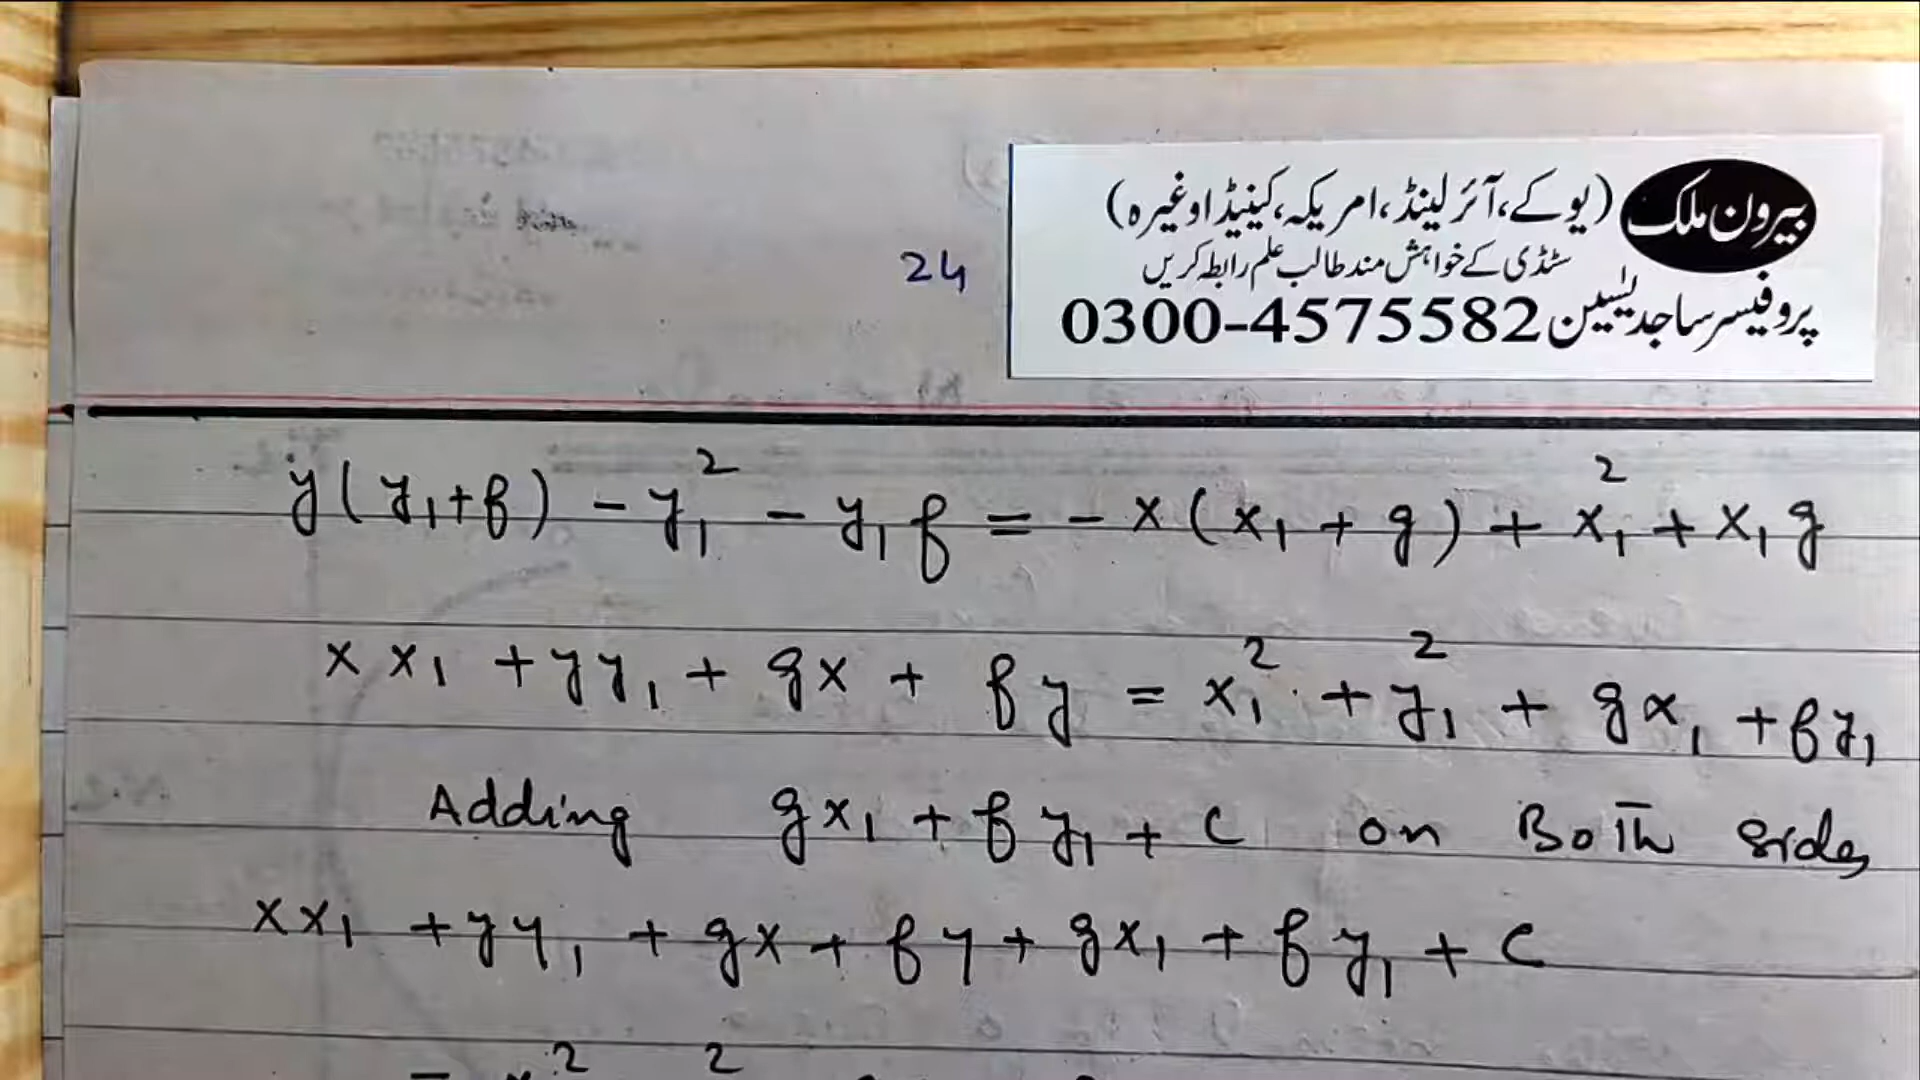 بیرون ملک (یوکے، آئرلینڈ، امریکہ، کینیڈا وغیرہ)
سٹڈی کے خواہش مند طالب علم رابطہ کریں
24
پروفیسر ساجد یٰسین 0300-4575582
y(y₁+f) - y₁² - y₁f = - x(x₁ + g) + x₁² + x₁g
xx₁ + yy₁ + gx + fy = x₁² + y₁² + gx₁ + fy₁
Adding gx₁ + fy₁ + c on Both sides
xx₁ + yy₁ + gx + fy + gx₁ + fy₁ + c